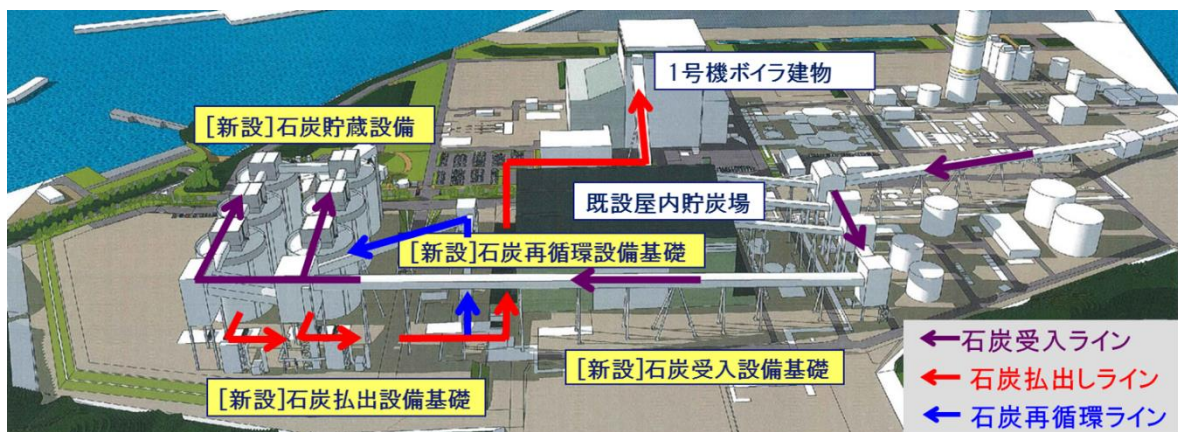 1号機ボイラ建物
[新設]石炭貯蔵設備
既設屋内貯炭場
[新設]石炭再循環設備基礎
[新設]石炭受入設備基礎
[新設]石炭払出設備基礎
石炭受入ライン
石炭払出しライン
石炭再循環ライン